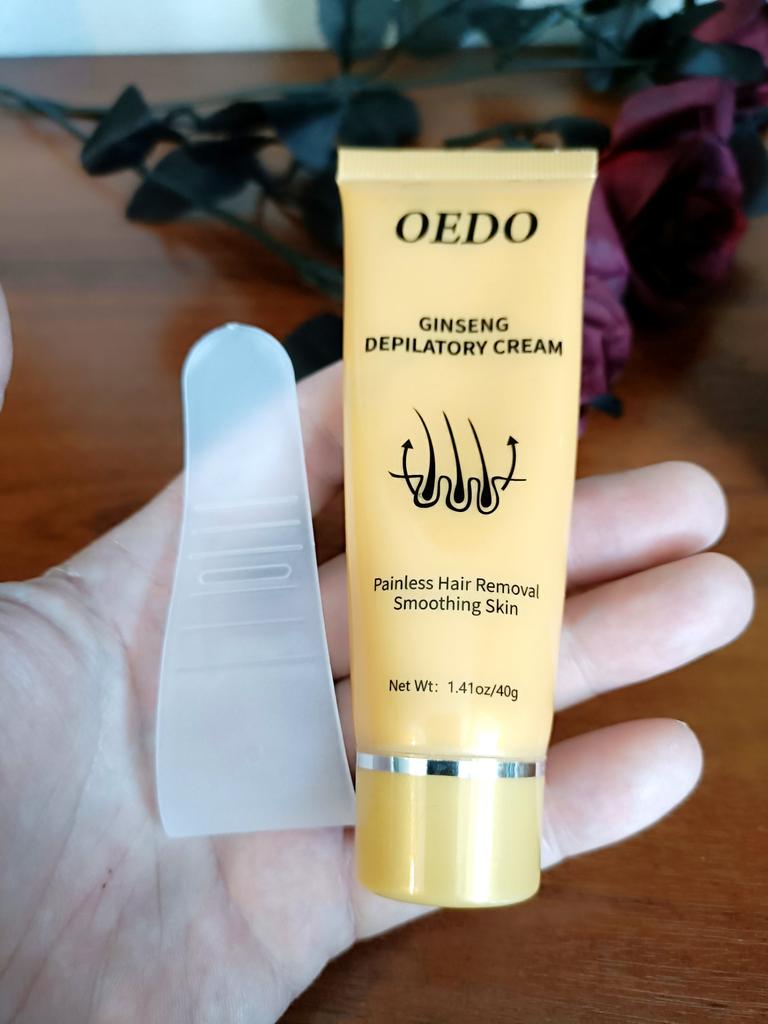 OEDO
GINSENG
DEPILATORY CREAM
Painless Hair Removal
Smoothing Skin
Net Wt: 1.41oz/40g